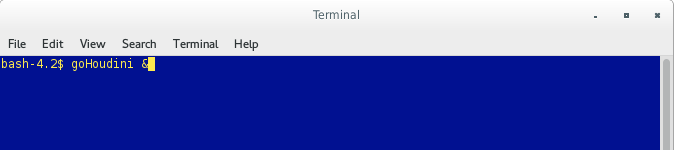 Terminal
File Edit View Search Terminal Help
bash-4.2$ goHoudini &